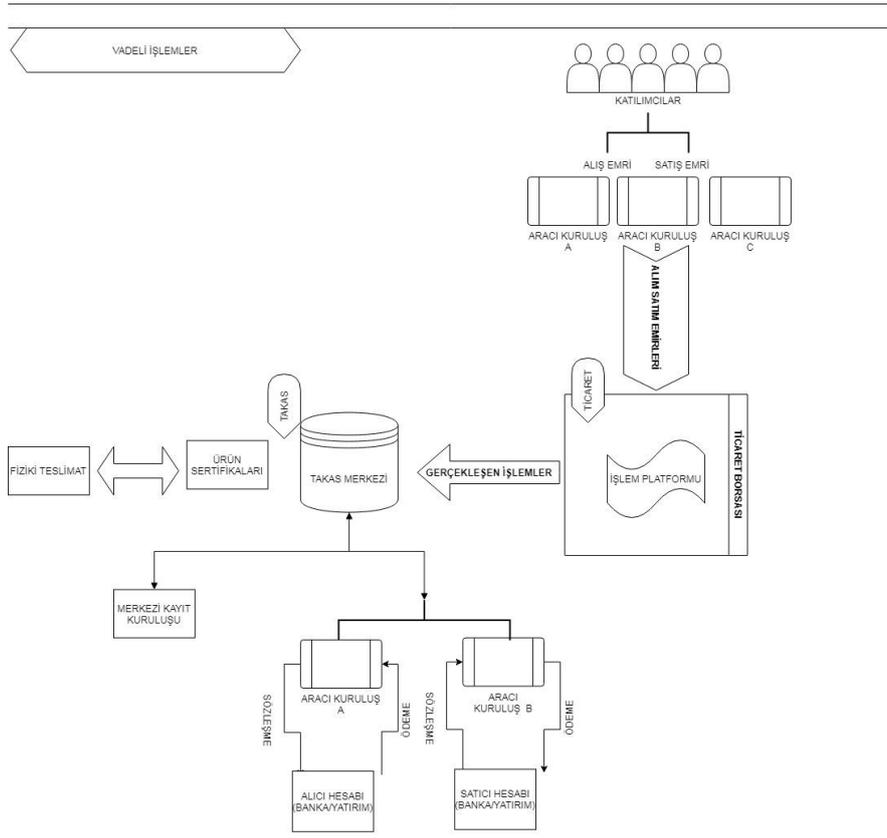 VADELİ İŞLEMLER
KATILIMCILAR
ALIŞ EMRİ
SATIŞ EMRİ
ARACI KURULUŞ
A
ARACI KURULUŞ
B
ARACI KURULUŞ
C
ALIM SATIM EMİRLERİ
TİCARET
TİCARET BORSASI
İŞLEM PLATFORMU
GERÇEKLEŞEN İŞLEMLER
TAKAS
TAKAS MERKEZİ
ÜRÜN
SERTİFİKALARI
FİZİKİ TESLİMAT
MERKEZİ KAYIT
KURULUŞU
ARACI KURULUŞ
A
SÖZLEŞME
ÖDEME
ALICI HESABI
(BANKA/YATIRIM)
ARACI
KURULUŞ B
SÖZLEŞME
ÖDEME
SATICI HESABI
(BANKA/YATIRIM)